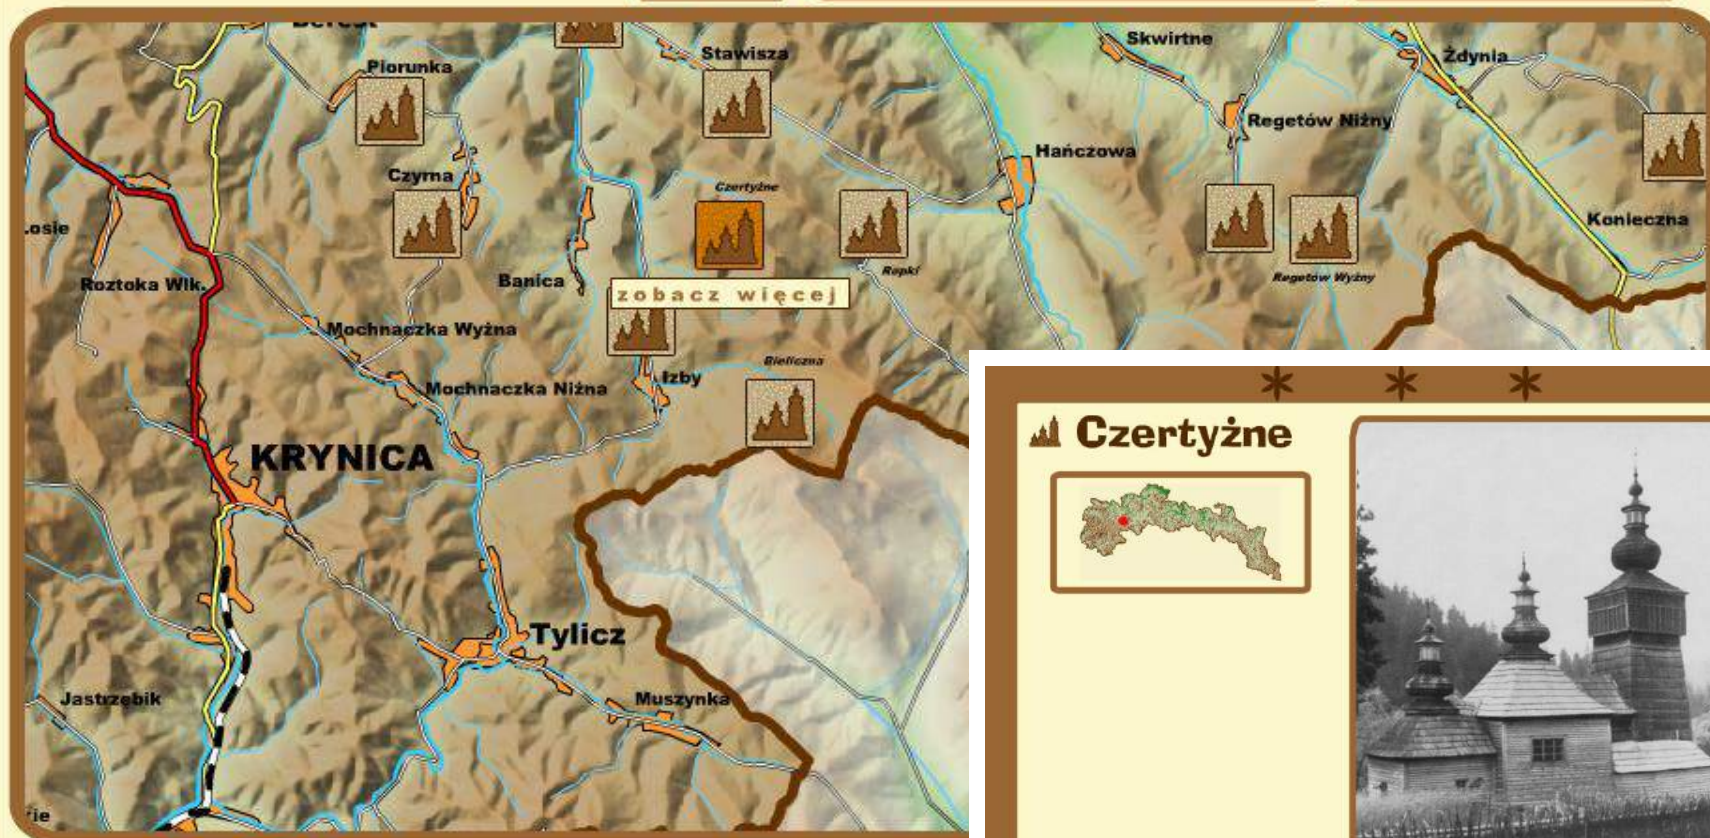 Berest
Piorunka
Stawisza
Skwirtne
Żdynia
Regetów Niżny
Hańczowa
Czyrna
Czertyżne
Konieczna
Ropki
Regetów Wyżny
Banica
Roztoka Wlk.
zobacz więcej
Mochnaczka Wyżna
Bieliczna
Izby
Mochnaczka Niżna
KRYNICA
Czertyżne
Tylicz
Jastrzębik
Muszynka